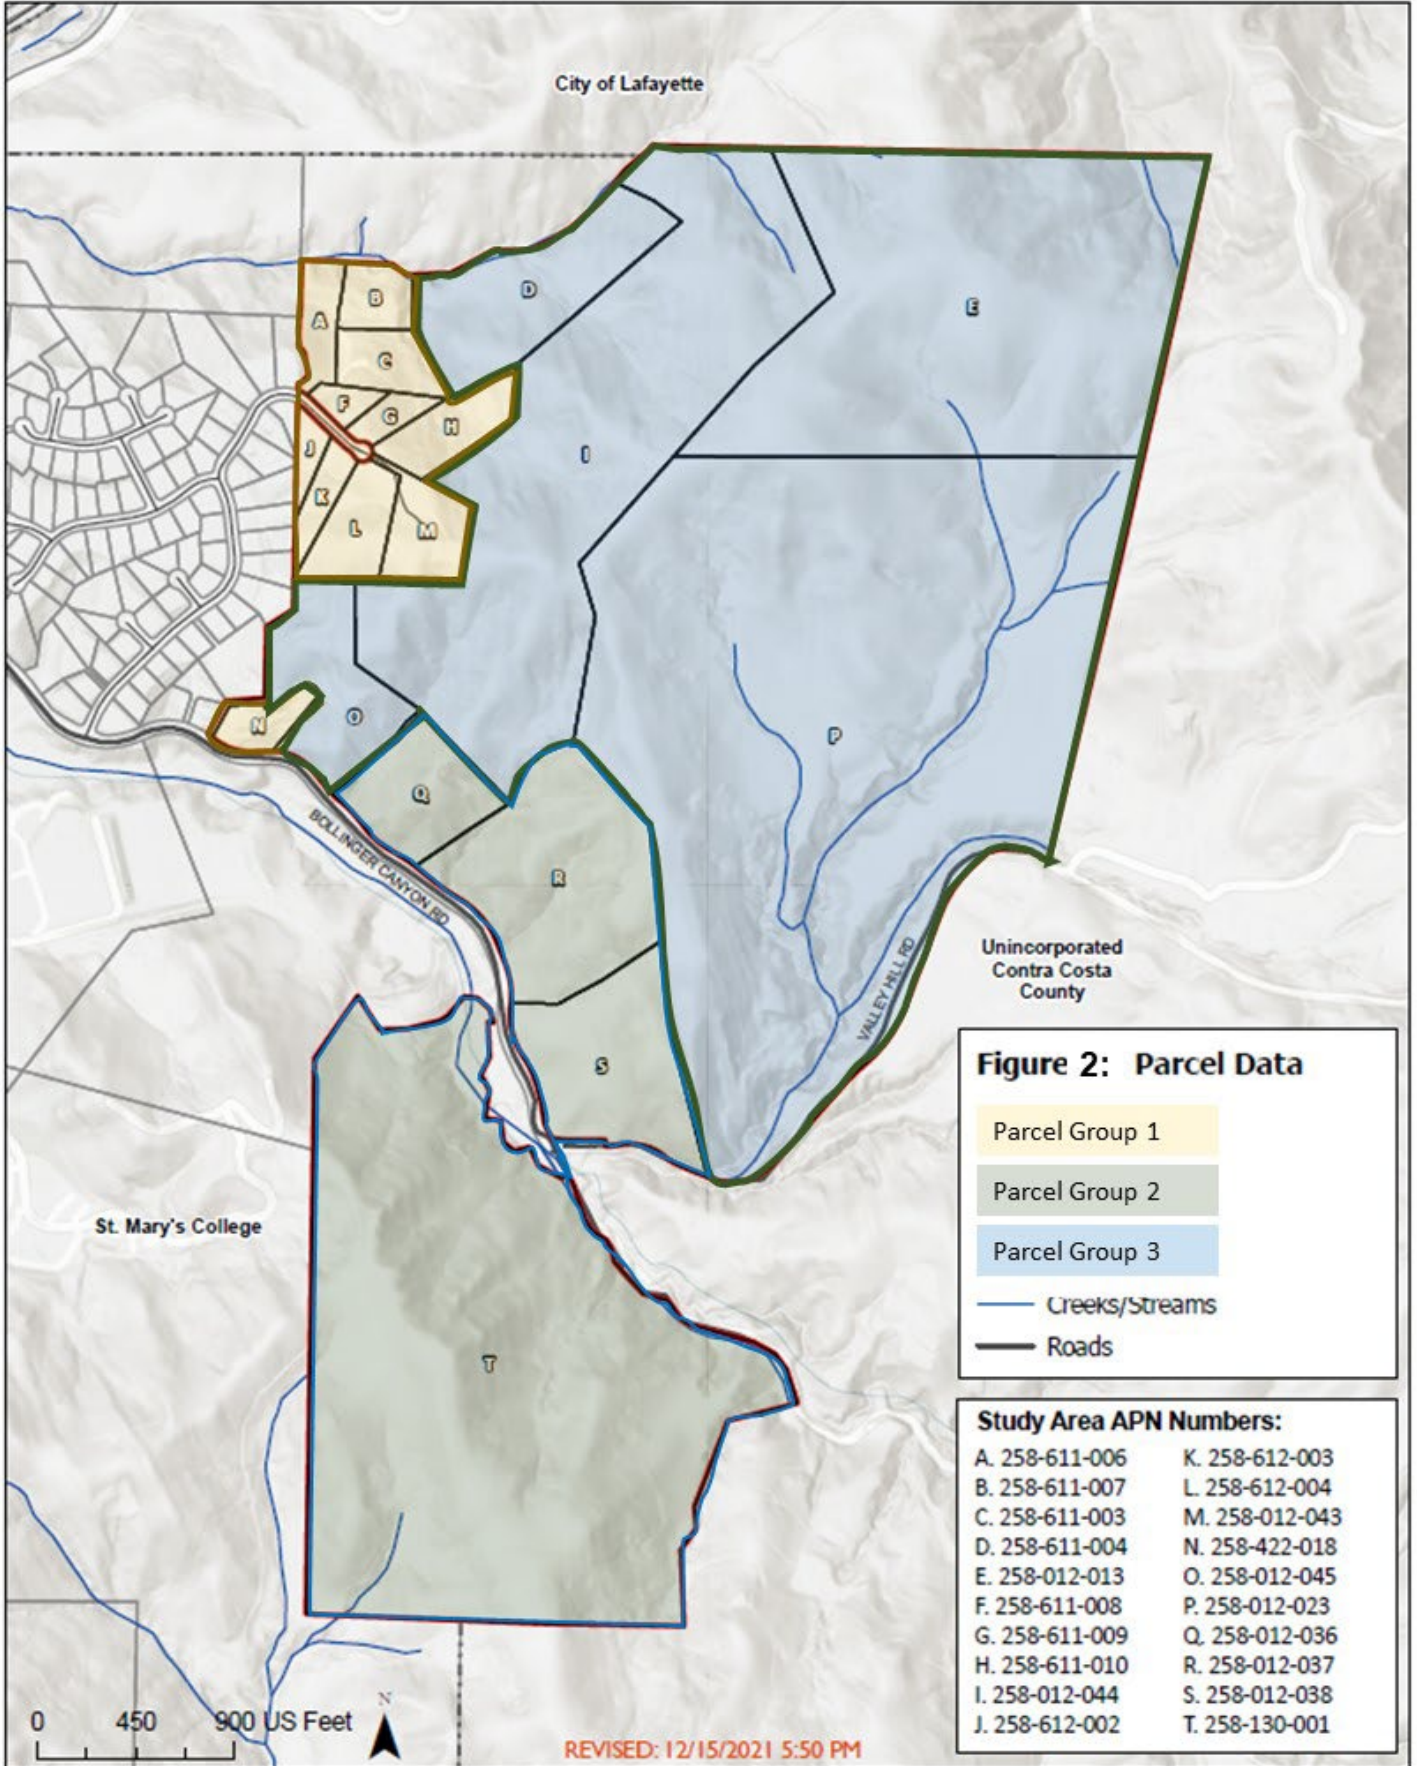 City of Lafayette
A
B
C
D
E
F
G
H
I
J
K
L
M
N
O
P
Q
R
S
T
BOLLINGER CANYON RD
VALLEY HILL RD
Unincorporated
Contra Costa
County
St. Mary's College
Figure 2: Parcel Data
Parcel Group 1
Parcel Group 2
Parcel Group 3
Creeks/Streams
Roads
Study Area APN Numbers:
A. 258-611-006
B. 258-611-007
C. 258-611-003
D. 258-611-004
E. 258-012-013
F. 258-611-008
G. 258-611-009
H. 258-611-010
I. 258-012-044
J. 258-612-002
K. 258-612-003
L. 258-612-004
M. 258-012-043
N. 258-422-018
O. 258-012-045
P. 258-012-023
Q. 258-012-036
R. 258-012-037
S. 258-012-038
T. 258-130-001
0 450 900 US Feet
N
REVISED: 12/15/2021 5:50 PM